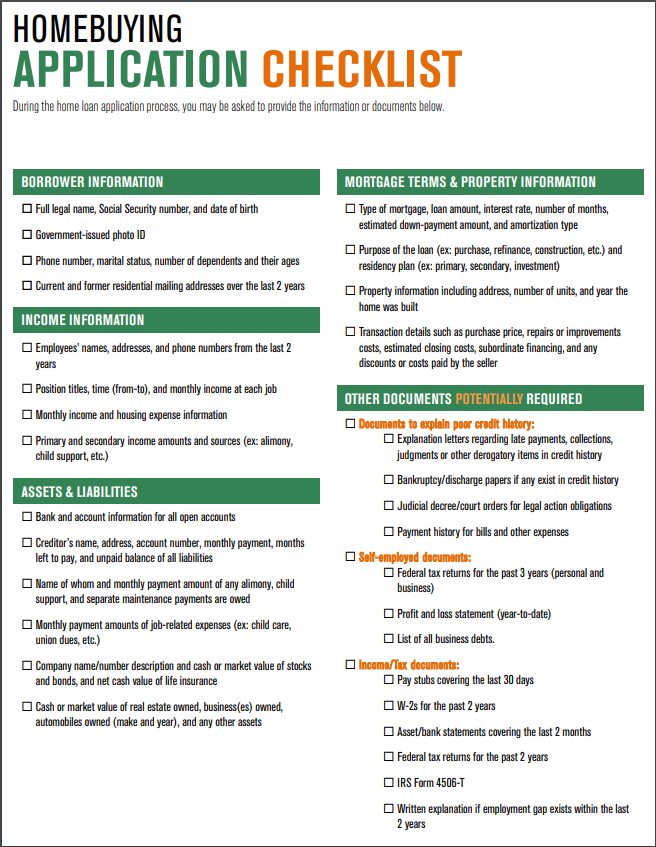 HOMEBUYING
APPLICATION CHECKLIST
During the home loan application process, you may be asked to provide the information or documents below.
BORROWER INFORMATION
Full legal name, Social Security number, and date of birth
Government-issued photo ID
Phone number, marital status, number of dependents and their ages
Current and former residential mailing addresses over the last 2 years
INCOME INFORMATION
Employees' names, addresses, and phone numbers from the last 2
years
Position titles, time (from-to), and monthly income at each job
Monthly income and housing expense information
Primary and secondary income amounts and sources (ex: alimony,
child support, etc.)
ASSETS & LIABILITIES
Bank and account information for all open accounts
Creditor's name, address, account number, monthly payment, months
left to pay, and unpaid balance of all liabilities
Name of whom and monthly payment amount of any alimony, child
support, and separate maintenance payments are owed
Monthly payment amounts of job-related expenses (ex: child care,
union dues, etc.)
Company name/number description and cash or market value of stocks
and bonds, and net cash value of life insurance
Cash or market value of real estate owned, business(es) owned,
automobiles owned (make and year), and any other assets
MORTGAGE TERMS & PROPERTY INFORMATION
Type of mortgage, loan amount, interest rate, number of months,
estimated down-payment amount, and amortization type
Purpose of the loan (ex: purchase, refinance, construction, etc.) and
residency plan (ex: primary, secondary, investment)
Property information including address, number of units, and year the
home was built
Transaction details such as purchase price, repairs or improvements
costs, estimated closing costs, subordinate financing, and any
discounts or costs paid by the seller
OTHER DOCUMENTS POTENTIALLY REQUIRED
Documents to explain poor credit history:
Explanation letters regarding late payments, collections,
judgments or other derogatory items in credit history
Bankruptcy/discharge papers if any exist in credit history
Judicial decree/court orders for legal action obligations
Payment history for bills and other expenses
Self-employed documents:
Federal tax returns for the past 3 years (personal and
business)
Profit and loss statement (year-to-date)
List of all business debts.
Income/Tax documents:
Pay stubs covering the last 30 days
W-2s for the past 2 years
Asset/bank statements covering the last 2 months
Federal tax returns for the past 2 years
IRS Form 4506-T
Written explanation if employment gap exists within the last
2 years